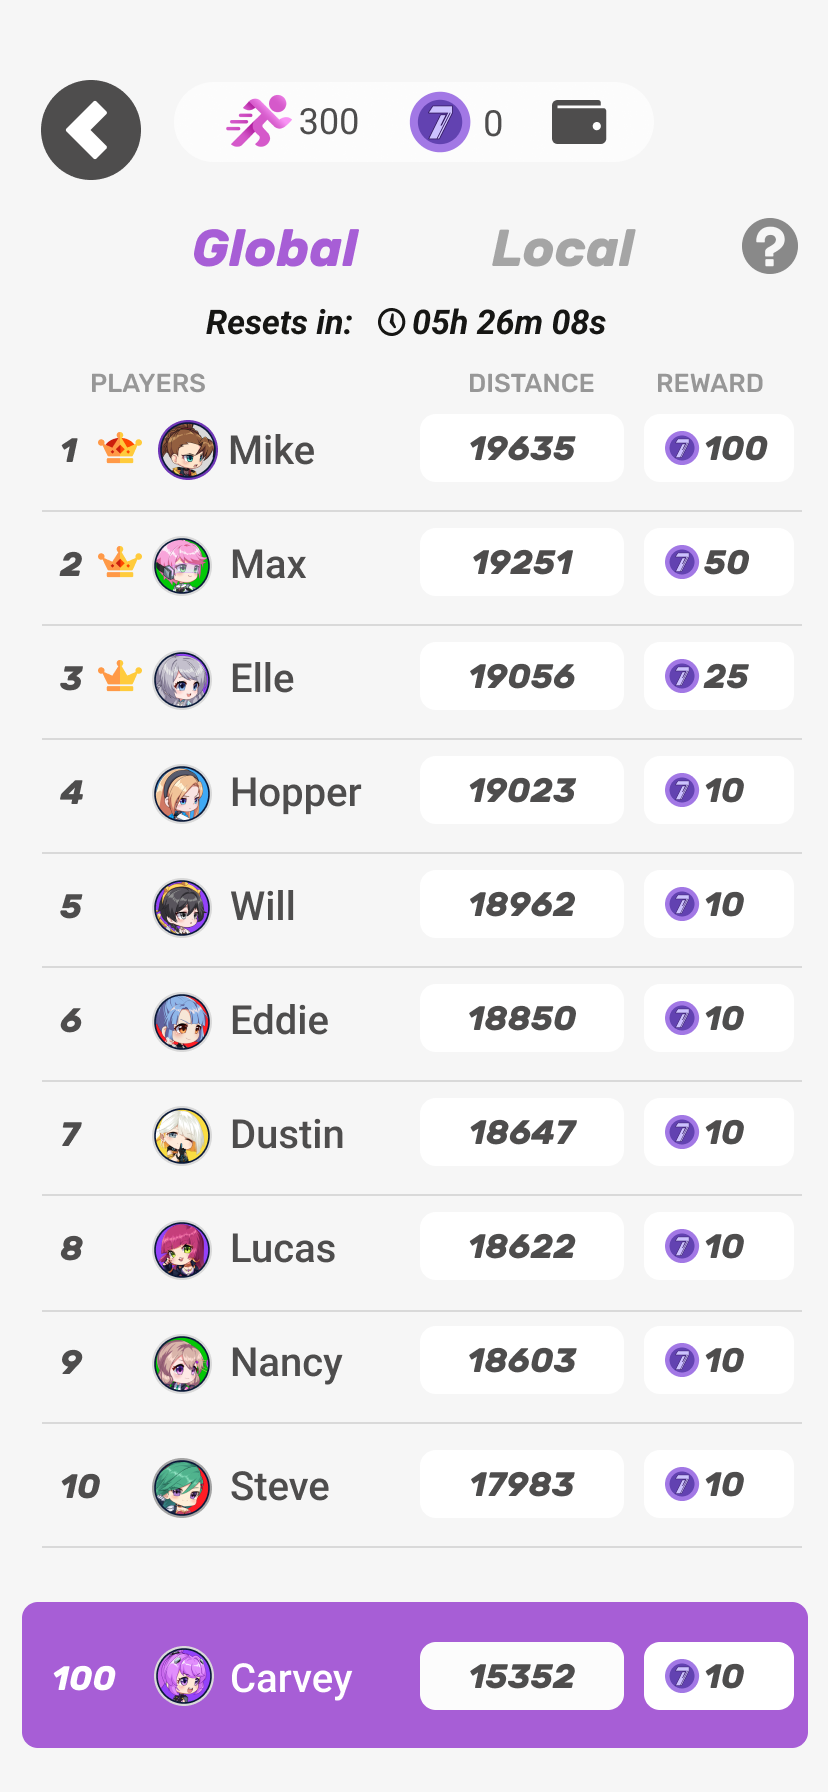 300 7 0
Global Local ?
Resets in: 05h 26m 08s
PLAYERS DISTANCE REWARD
1 Mike 19635 7 100
2 Max 19251 7 50
3 Elle 19056 7 25
4 Hopper 19023 7 10
5 Will 18962 7 10
6 Eddie 18850 7 10
7 Dustin 18647 7 10
8 Lucas 18622 7 10
9 Nancy 18603 7 10
10 Steve 17983 7 10
100 Carvey 15352 7 10